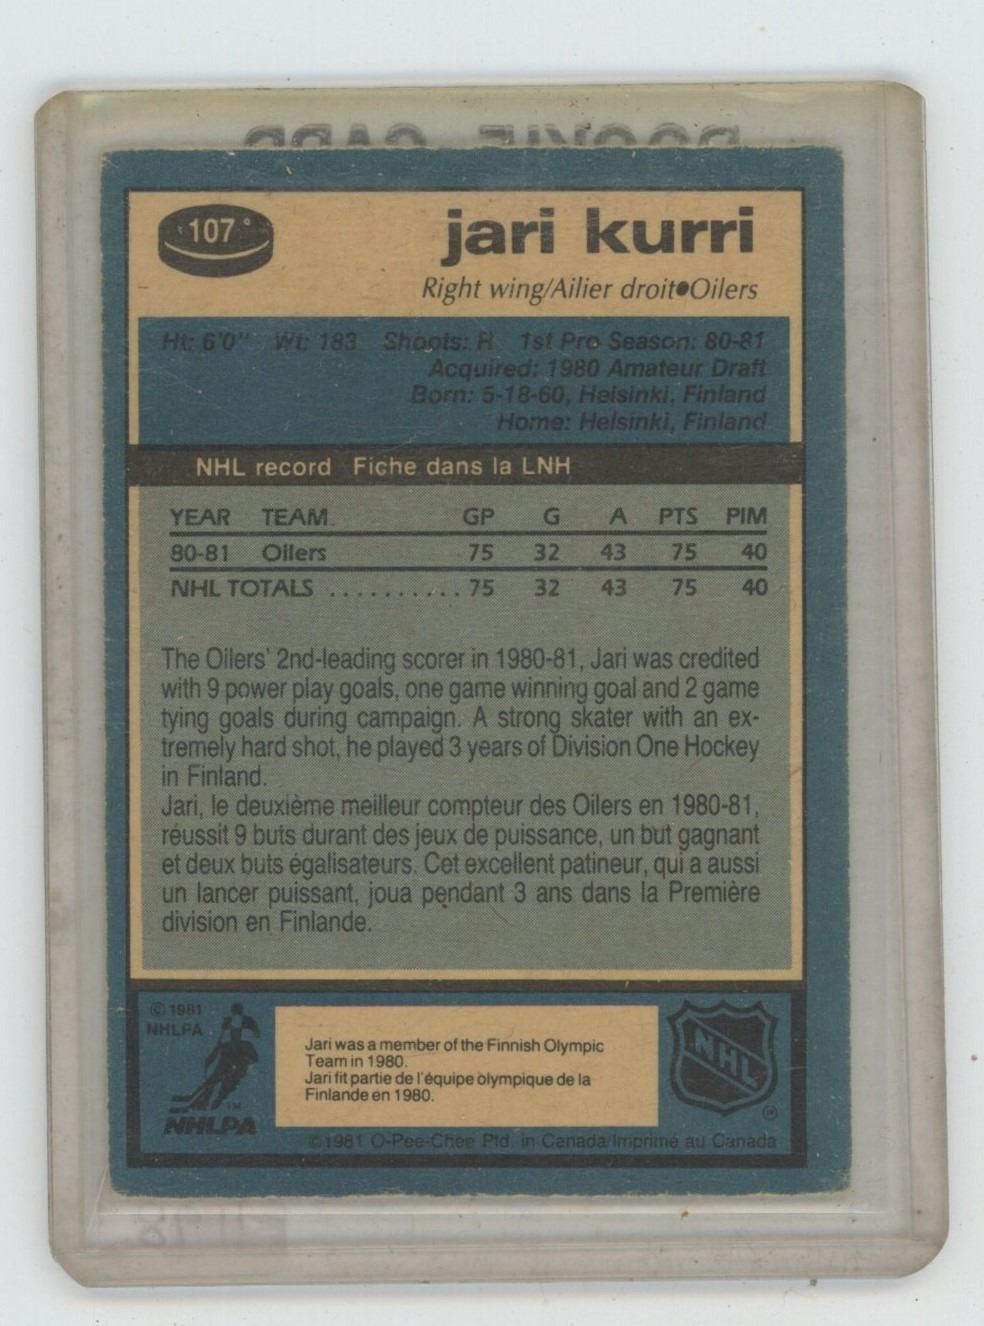 ROOKIE CARD
107
jari kurri
Right wing/Ailier droit●Oilers
Ht: 6'0" Wt: 183 Shoots: R 1st Pro Season: 80-81
Acquired: 1980 Amateur Draft
Born: 5-18-60, Helsinki, Finland
Home: Helsinki, Finland
NHL record Fiche dans la LNH
YEAR TEAM GP G A PTS PIM
80-81 Oilers 75 32 43 75 40
NHL TOTALS .......... 75 32 43 75 40
The Oilers' 2nd-leading scorer in 1980-81, Jari was credited
with 9 power play goals, one game winning goal and 2 game
tying goals during campaign. A strong skater with an ex-
tremely hard shot, he played 3 years of Division One Hockey
in Finland.
Jari, le deuxième meilleur compteur des Oilers en 1980-81,
réussit 9 buts durant des jeux de puissance, un but gagnant
et deux buts égalisateurs. Cet excellent patineur, qui a aussi
un lancer puissant, joua pendant 3 ans dans la Première
division en Finlande.
© 1981
NHLPA
TM
NHLPA
Jari was a member of the Finnish Olympic
Team in 1980.
Jari fit partie de l'équipe olympique de la
Finlande en 1980.
NHL
®
©1981 O-Pee-Chee Ptd. in Canada/Imprimé au Canada